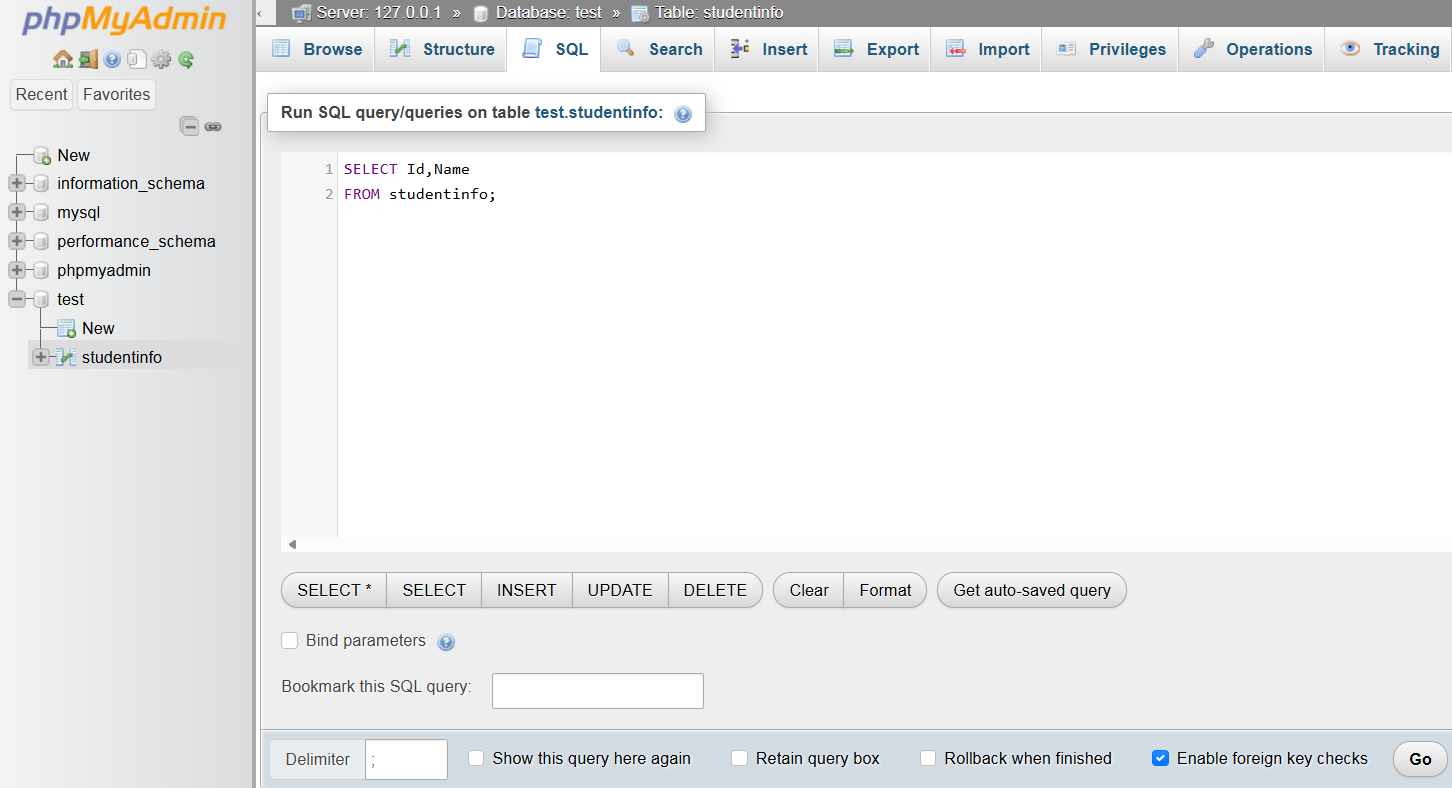 phpMyAdmin
Recent Favorites
New
information_schema
mysql
performance_schema
phpmyadmin
test
New
studentinfo
Server: 127.0.0.1 » Database: test » Table: studentinfo
Browse Structure SQL Search Insert Export Import Privileges Operations Tracking
Run SQL query/queries on table test.studentinfo:
1 SELECT Id,Name
2 FROM studentinfo;
SELECT * SELECT INSERT UPDATE DELETE Clear Format Get auto-saved query
Bind parameters
Bookmark this SQL query:
Delimiter ; Show this query here again Retain query box Rollback when finished Enable foreign key checks Go